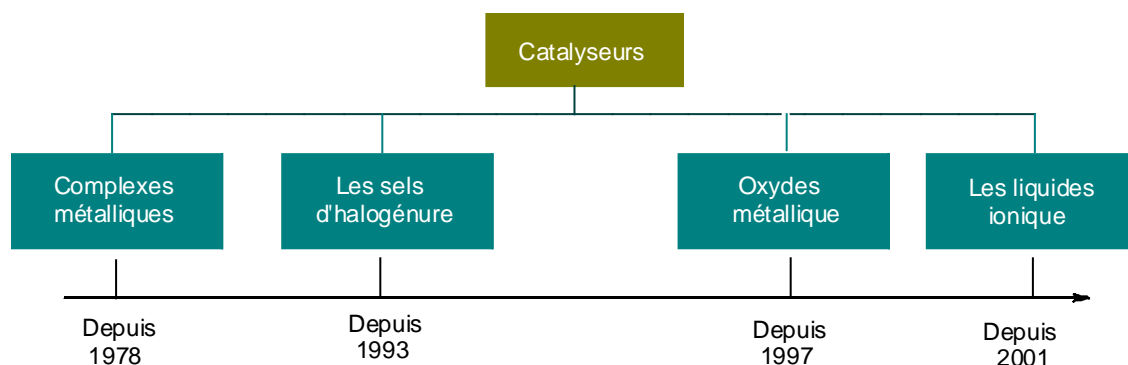 Catalyseurs
Complexes
métalliques
Les sels
d'halogénure
Oxydes
métallique
Les liquides
ionique
Depuis
1978
Depuis
1993
Depuis
1997
Depuis
2001